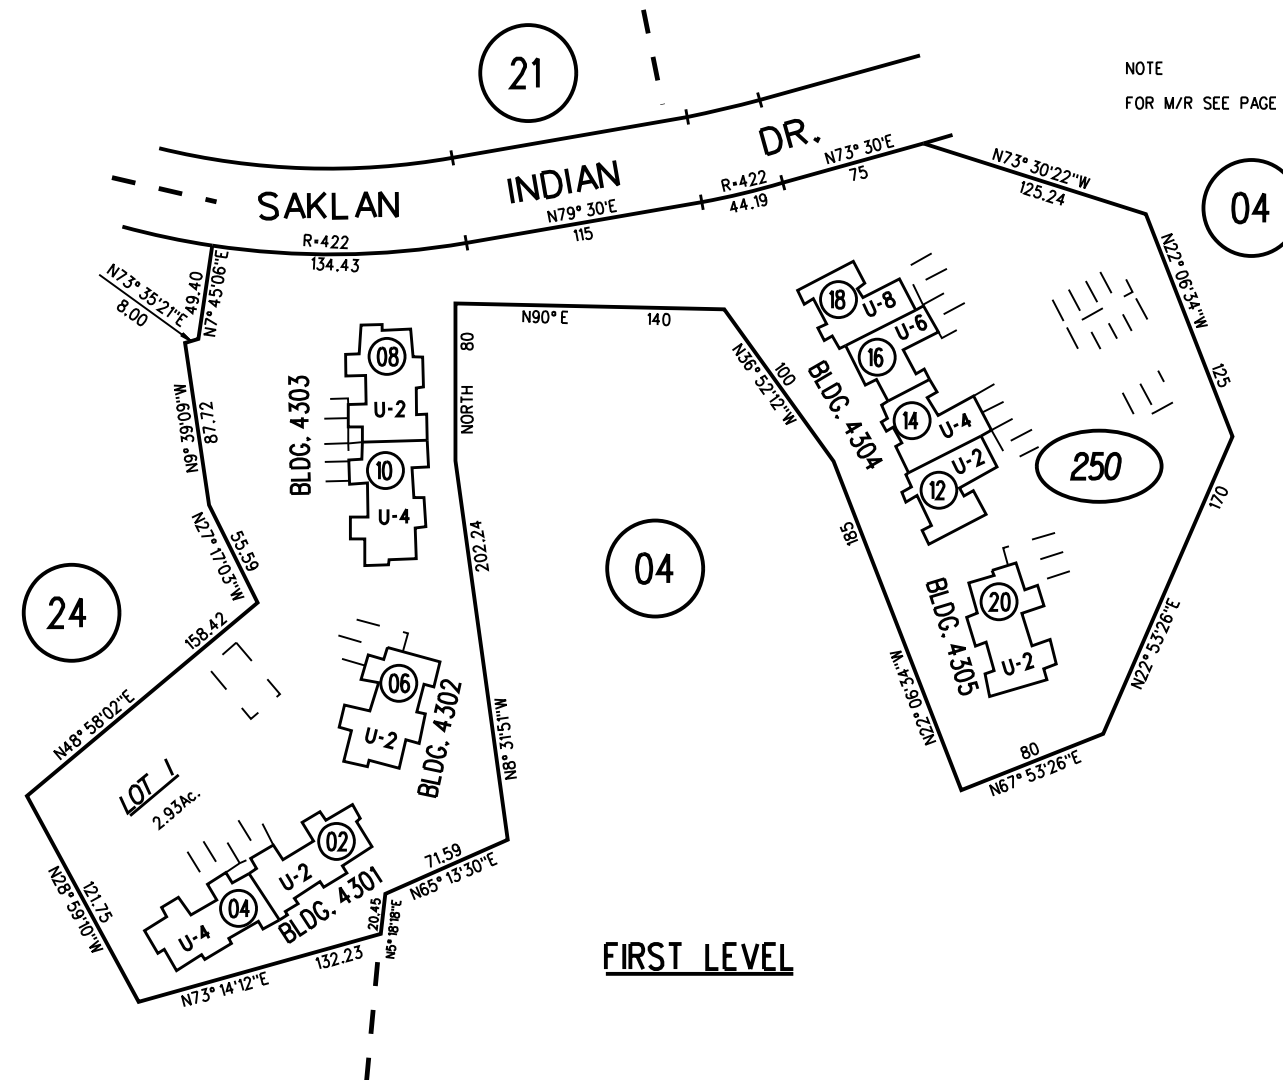 21
NOTE
FOR M/R SEE PAGE
SAKLAN INDIAN DR.
N73° 30'E
75
R=422
44.19
N79° 30'E
115
R=422
134.43
N73° 30'22"W
125.24
04
N22° 06'34"W
125
N73° 35'21"E
8.00
49.40
N7° 45'06"E
N90° E
140
80
NORTH
N36° 52'12"W
100
18
U-8
U-6
16
BLDG. 4304
14
U-4
U-2
12
250
170
08
U-2
BLDG. 4303
10
U-4
N9° 39'09"W
87.72
N27° 17'03"W
55.59
202.24
185
04
24
158.42
BLDG. 4305
20
U-2
N22° 53'26"E
N22° 06'34"W
80
N67° 53'26"E
06
U-2
BLDG. 4302
N8° 31'51"W
N48° 58'02"E
LOT 1
2.93Ac.
02
U-2
BLDG. 4301
04
U-4
71.59
N65° 13'30"E
N28° 59'10"W
121.75
20.45
N5° 18'18"E
132.23
N73° 14'12"E
FIRST LEVEL